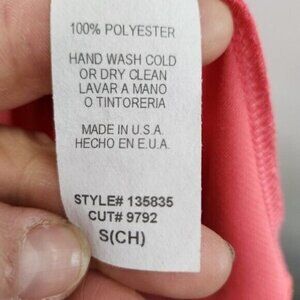 100% POLYESTER
HAND WASH COLD
OR DRY CLEAN
LAVAR A MANO
O TINTORERIA
MADE IN U.S.A.
HECHO EN E.U.A.
STYLE# 135835
CUT# 9792
S(CH)